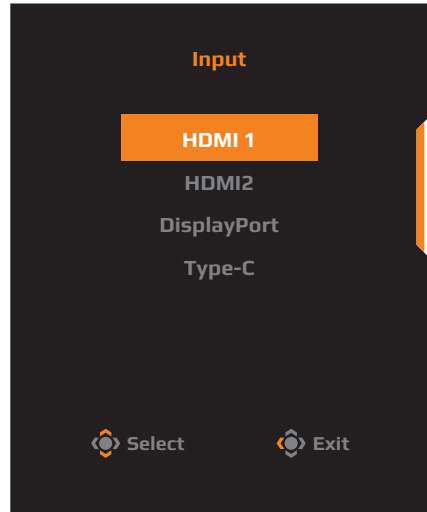 Input
HDMI 1
HDMI2
DisplayPort
Type-C
Select Exit